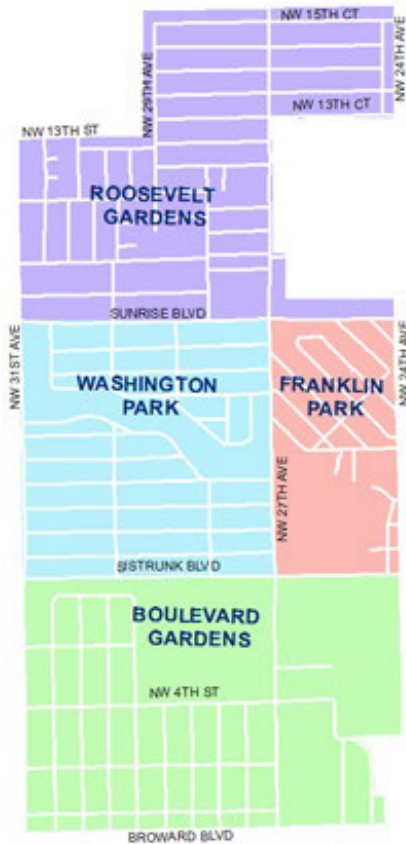 NW 15TH CT
NW 29TH AVE
NW 24TH AVE
NW 13TH CT
NW 13TH ST
ROOSEVELT
GARDENS
SUNRISE BLVD
NW 31ST AVE
WASHINGTON
PARK
FRANKLIN
PARK
NW 24TH AVE
NW 27TH AVE
SISTRUNK BLVD
BOULEVARD
GARDENS
NW 4TH ST
BROWARD BLVD